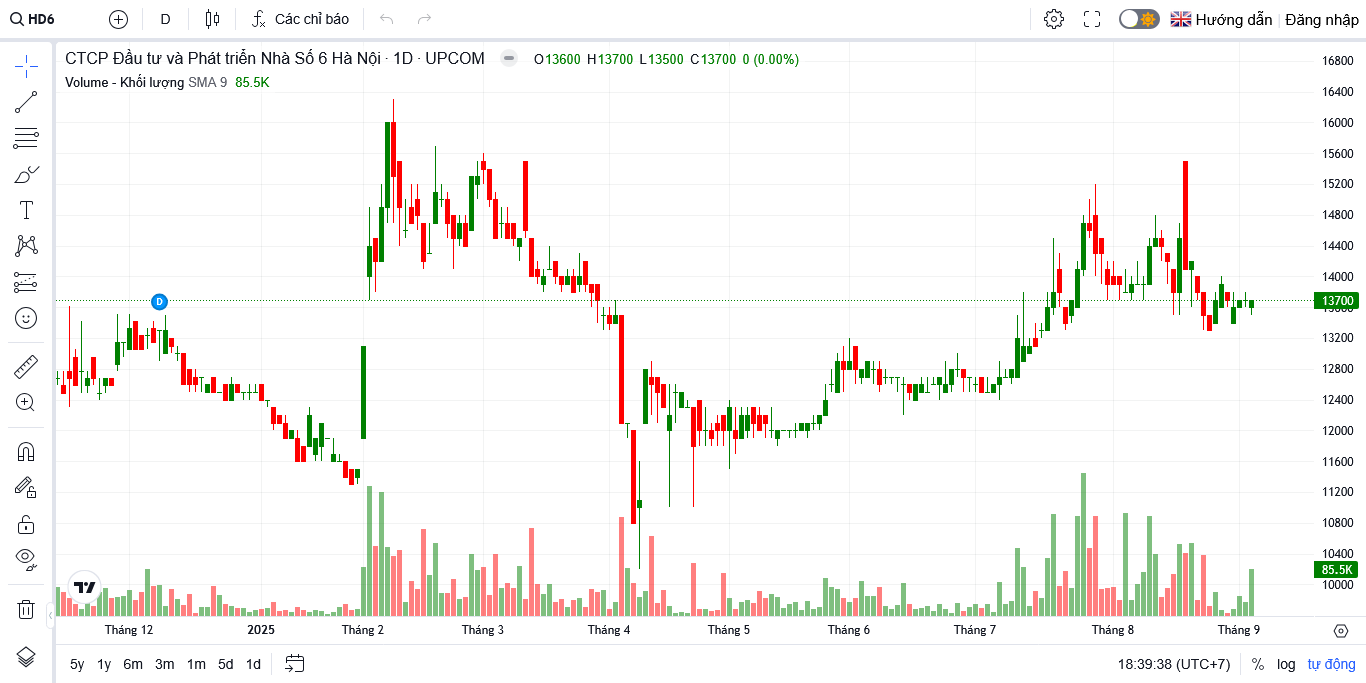 HD6 D Các chỉ báo Hướng dẫn Đăng nhập
CTCP Đầu tư và Phát triển Nhà Số 6 Hà Nội · 1D · UPCOM O13600 H13700 L13500 C13700 0 (0.00%)
Volume - Khối lượng SMA 9 85.5K
16800
16400
16000
15600
15200
14800
14400
14000
13700
13600
13200
12800
12400
12000
11600
11200
10800
10400
85.5K
10000
D
Tháng 12 2025 Tháng 2 Tháng 3 Tháng 4 Tháng 5 Tháng 6 Tháng 7 Tháng 8 Tháng 9
5y 1y 6m 3m 1m 5d 1d 18:39:38 (UTC+7) % log tự động